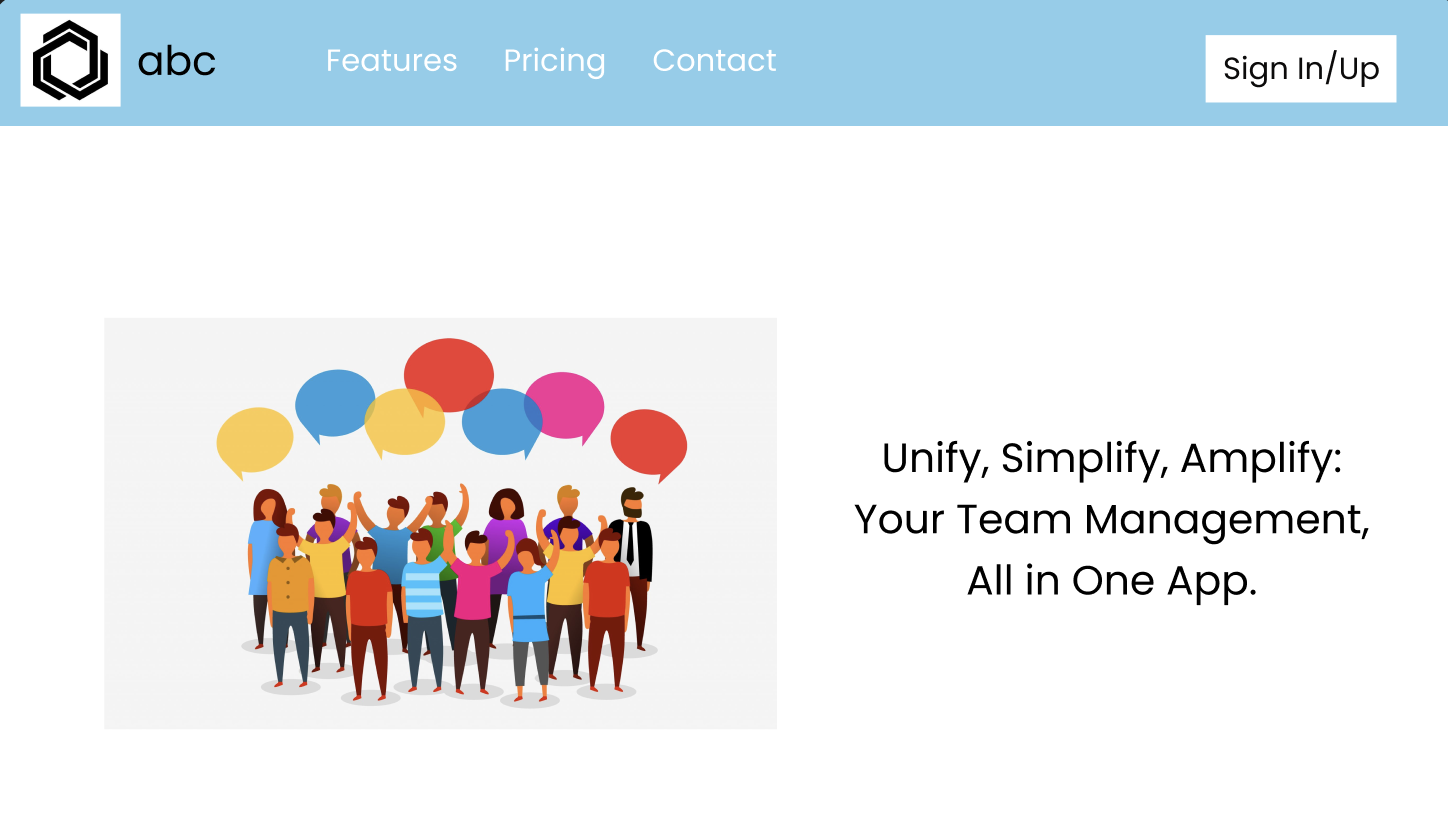 abc
Features
Pricing
Contact
Sign In/Up
Unify, Simplify, Amplify:
Your Team Management,
All in One App.